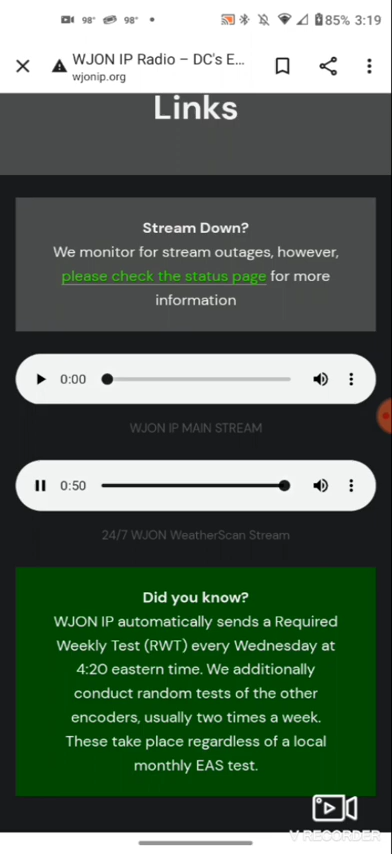 98° 98° • 85% 3:19
WJON IP Radio – DC's E...
wjonip.org
Links
Stream Down?
We monitor for stream outages, however,
please check the status page for more
information
0:00
WJON IP MAIN STREAM
0:50
24/7 WJON WeatherScan Stream
Did you know?
WJON IP automatically sends a Required
Weekly Test (RWT) every Wednesday at
4:20 eastern time. We additionally
conduct random tests of the other
encoders, usually two times a week.
These take place regardless of a local
monthly EAS test.
V RECORDER